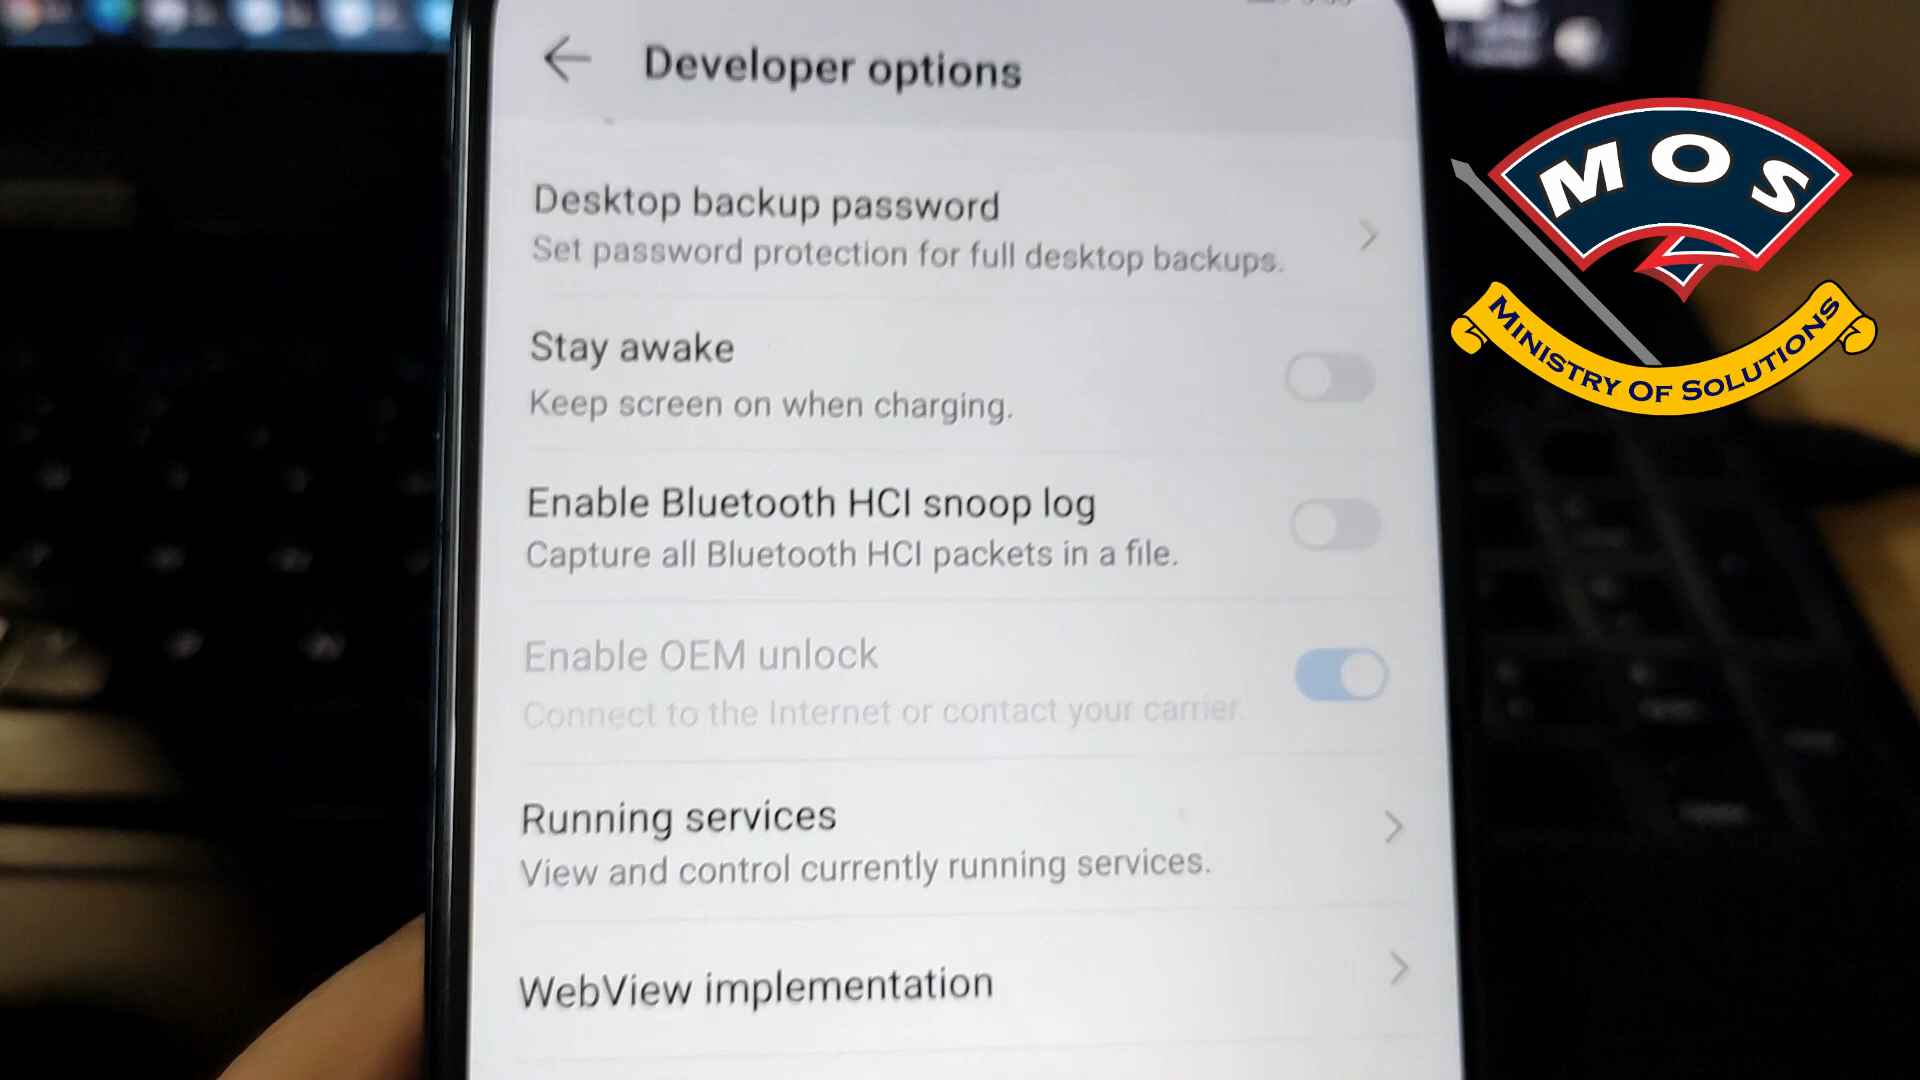 Developer options
Desktop backup password
Set password protection for full desktop backups.
Stay awake
Keep screen on when charging.
Enable Bluetooth HCI snoop log
Capture all Bluetooth HCI packets in a file.
Enable OEM unlock
Connect to the Internet or contact your carrier.
Running services
View and control currently running services.
WebView implementation
MOS
MINISTRY OF SOLUTIONS